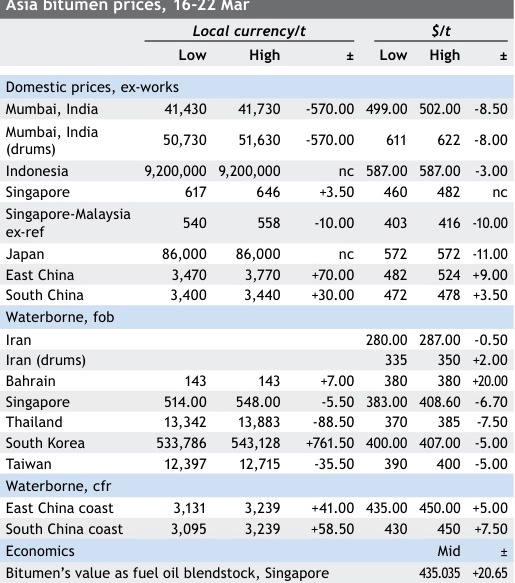 Asia bitumen prices, 16-22 Mar
Local currency/t $/t
Low High ± Low High ±
Domestic prices, ex-works
Mumbai, India 41,430 41,730 -570.00 499.00 502.00 -8.50
Mumbai, India
(drums) 50,730 51,630 -570.00 611 622 -8.00
Indonesia 9,200,000 9,200,000 nc 587.00 587.00 -3.00
Singapore 617 646 +3.50 460 482 nc
Singapore-Malaysia
ex-ref 540 558 -10.00 403 416 -10.00
Japan 86,000 86,000 nc 572 572 -11.00
East China 3,470 3,770 +70.00 482 524 +9.00
South China 3,400 3,440 +30.00 472 478 +3.50
Waterborne, fob
Iran 280.00 287.00 -0.50
Iran (drums) 335 350 +2.00
Bahrain 143 143 +7.00 380 380 +20.00
Singapore 514.00 548.00 -5.50 383.00 408.60 -6.70
Thailand 13,342 13,883 -88.50 370 385 -7.50
South Korea 533,786 543,128 +761.50 400.00 407.00 -5.00
Taiwan 12,397 12,715 -35.50 390 400 -5.00
Waterborne, cfr
East China coast 3,131 3,239 +41.00 435.00 450.00 +5.00
South China coast 3,095 3,239 +58.50 430 450 +7.50
Economics Mid ±
Bitumen's value as fuel oil blendstock, Singapore 435.035 +20.65